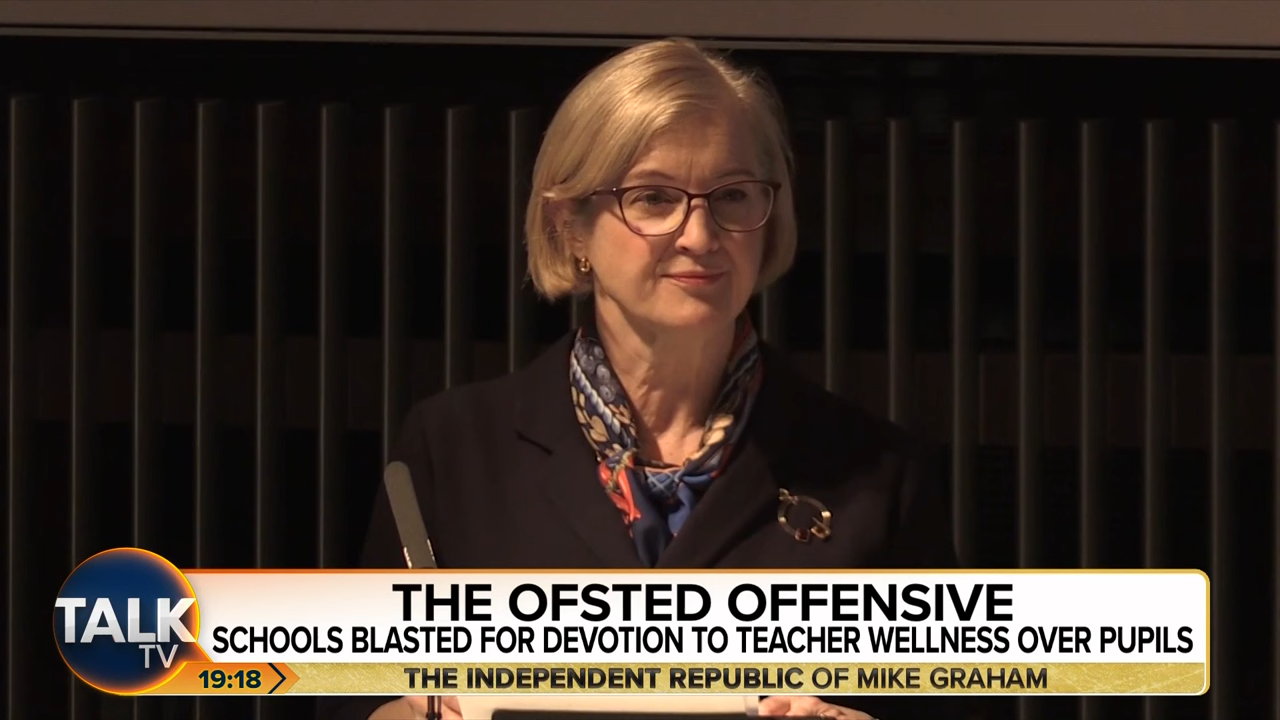 THE OFSTED OFFENSIVE
SCHOOLS BLASTED FOR DEVOTION TO TEACHER WELLNESS OVER PUPILS
TALK
TV
19:18
THE INDEPENDENT REPUBLIC OF MIKE GRAHAM